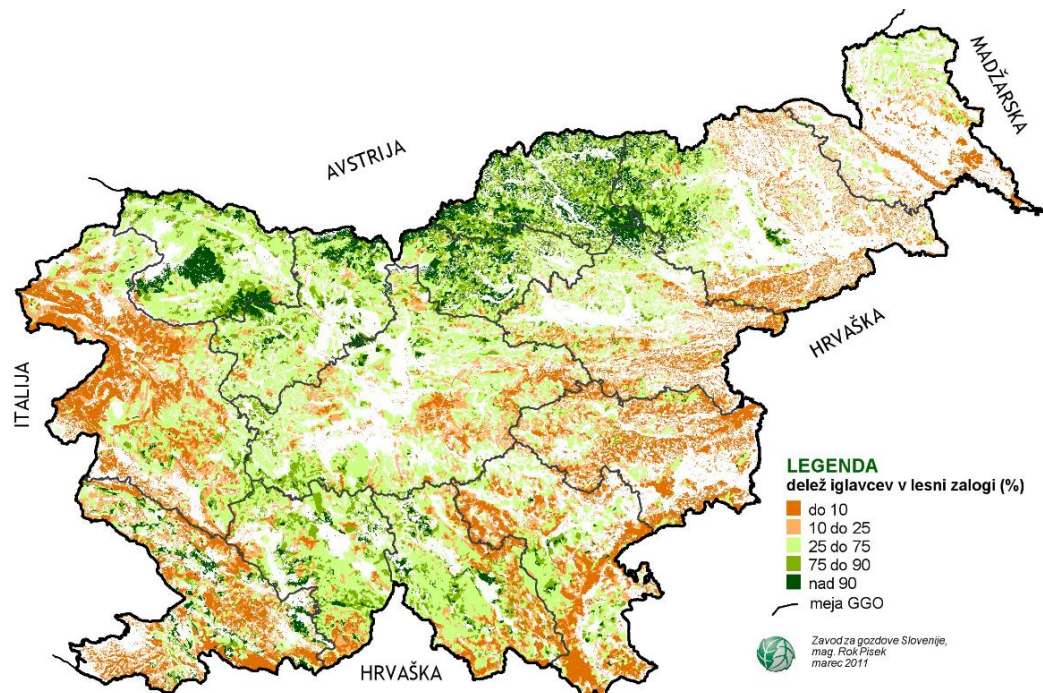 MADŽARSKA
AVSTRIJA
HRVAŠKA
ITALIJA
LEGENDA
delež iglavcev v lesni zalogi (%)
do 10
10 do 25
25 do 75
75 do 90
nad 90
meja GGO
Zavod za gozdove Slovenije,
mag. Rok Pisek
marec 2011
HRVAŠKA